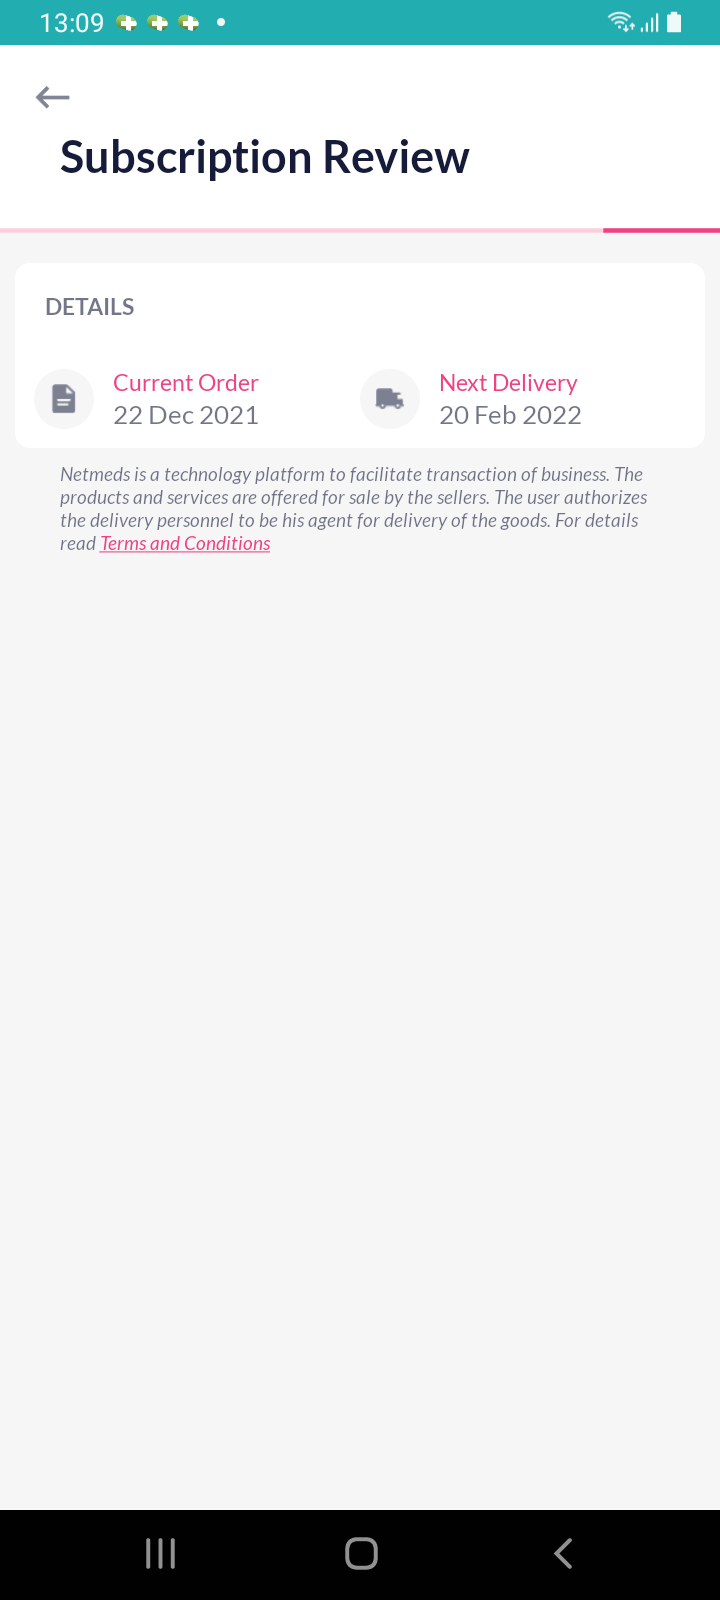 13:09
Subscription Review
DETAILS
Current Order
22 Dec 2021
Next Delivery
20 Feb 2022
Netmeds is a technology platform to facilitate transaction of business. The
products and services are offered for sale by the sellers. The user authorizes
the delivery personnel to be his agent for delivery of the goods. For details
read Terms and Conditions